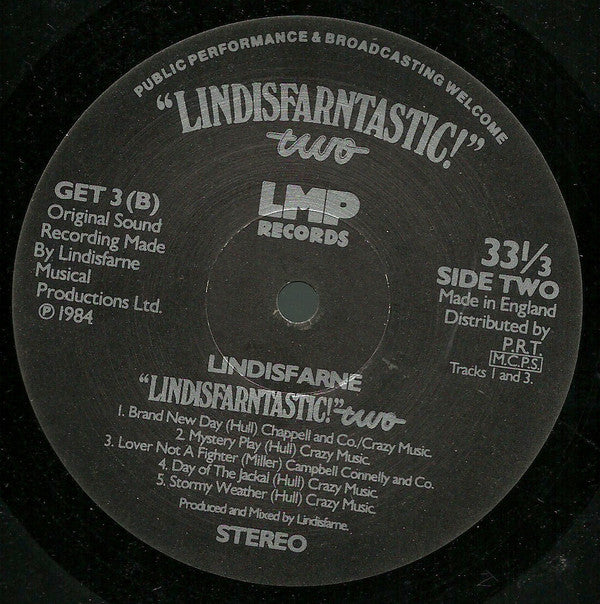 PUBLIC PERFORMANCE & BROADCASTING WELCOME
"LINDISFARNTASTIC!"
two
LMP
RECORDS
GET 3 (B)
Original Sound
Recording Made
By Lindisfarne
Musical
Productions Ltd.
℗ 1984
33⅓
SIDE TWO
Made in England
Distributed by
P.R.T.
M.C.P.S.
Tracks 1 and 3.
LINDISFARNE
"LINDISFARNTASTIC!" two
1. Brand New Day (Hull) Chappell and Co./Crazy Music.
2. Mystery Play (Hull) Crazy Music.
3. Lover Not A Fighter (Miller) Campbell Connelly and Co.
4. Day of The Jackal (Hull) Crazy Music.
5. Stormy Weather (Hull) Crazy Music.
Produced and Mixed by Lindisfarne.
STEREO